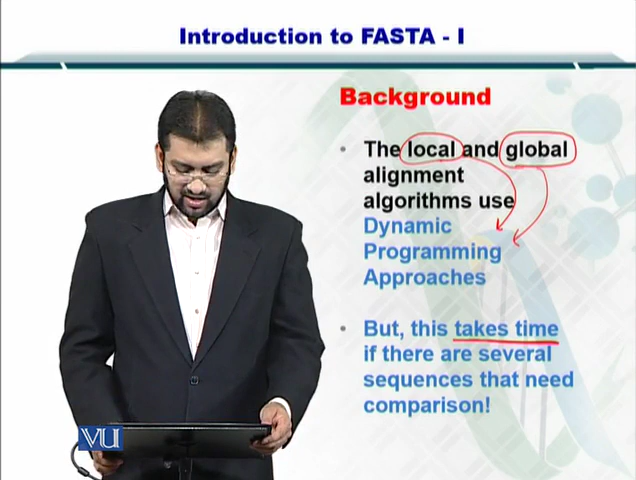 Introduction to FASTA - I
Background
• The local and global
alignment
algorithms use
Dynamic
Programming
Approaches
• But, this takes time
if there are several
sequences that need
comparison!
VU